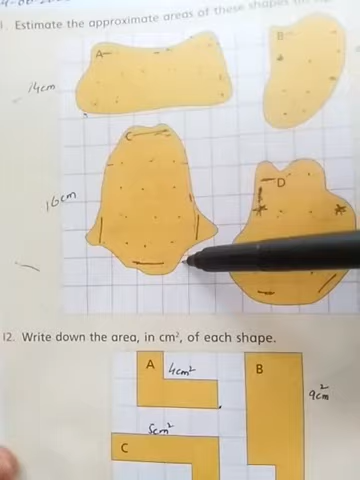 1. Estimate the approximate areas of these shapes
A
B
14cm
C
16cm
D
12. Write down the area, in cm², of each shape.
A
4cm²
B
9cm²
5cm²
C